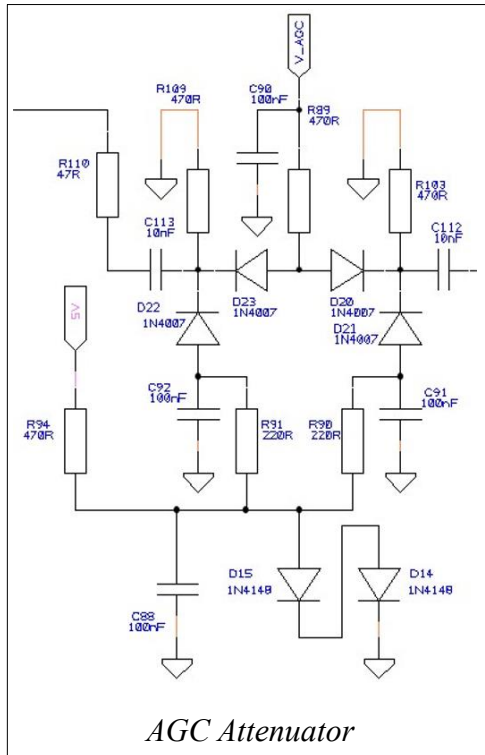 V_AGC
R109
470R
C90
100nF
R89
470R
R110
47R
R103
470R
C113
10nF
C112
10nF
5V
D22
1N4007
D23
1N4007
D20
1N4007
D21
1N4007
C92
100nF
C91
100nF
R94
470R
R91
220R
R90
220R
D15
1N4148
D14
1N4148
C88
100nF
AGC Attenuator